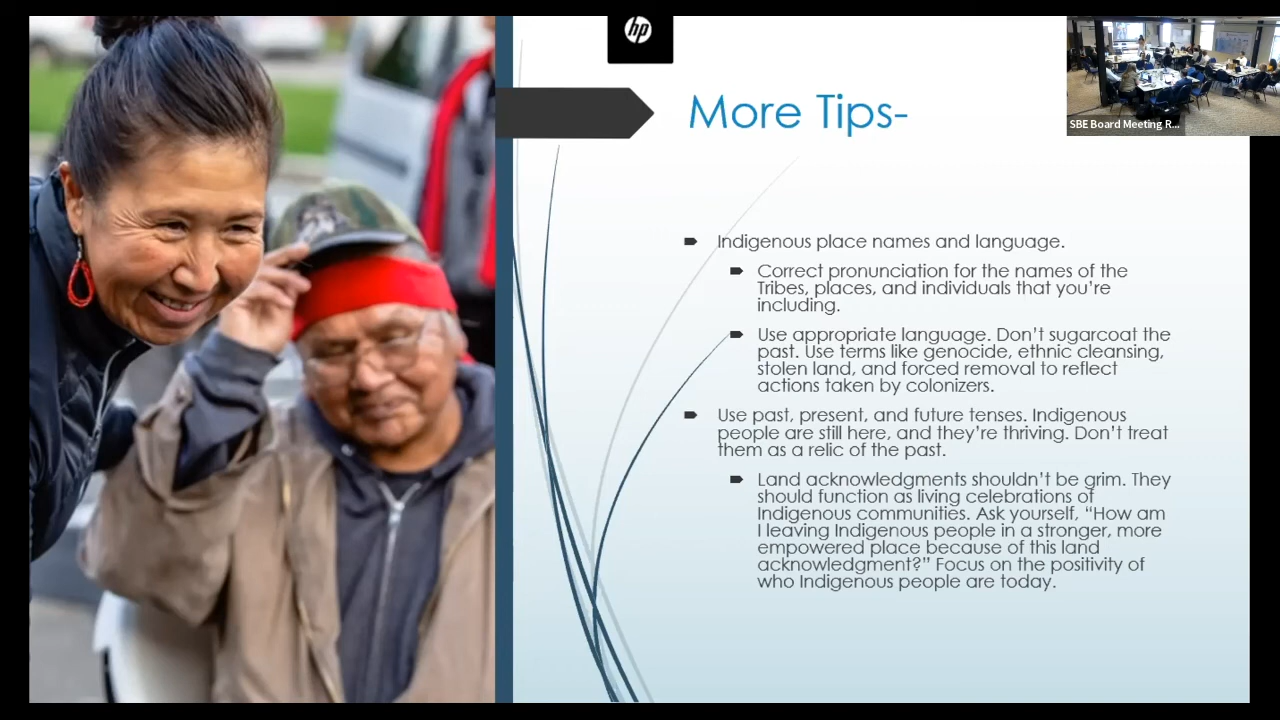 hp
More Tips-
SBE Board Meeting R...
Indigenous place names and language.
Correct pronunciation for the names of the
Tribes, places, and individuals that you're
including.
Use appropriate language. Don't sugarcoat the
past. Use terms like genocide, ethnic cleansing,
stolen land, and forced removal to reflect
actions taken by colonizers.
Use past, present, and future tenses. Indigenous
people are still here, and they're thriving. Don't treat
them as a relic of the past.
Land acknowledgments shouldn't be grim. They
should function as living celebrations of
Indigenous communities. Ask yourself, "How am
I leaving Indigenous people in a stronger, more
empowered place because of this land
acknowledgment?" Focus on the positivity of
who Indigenous people are today.